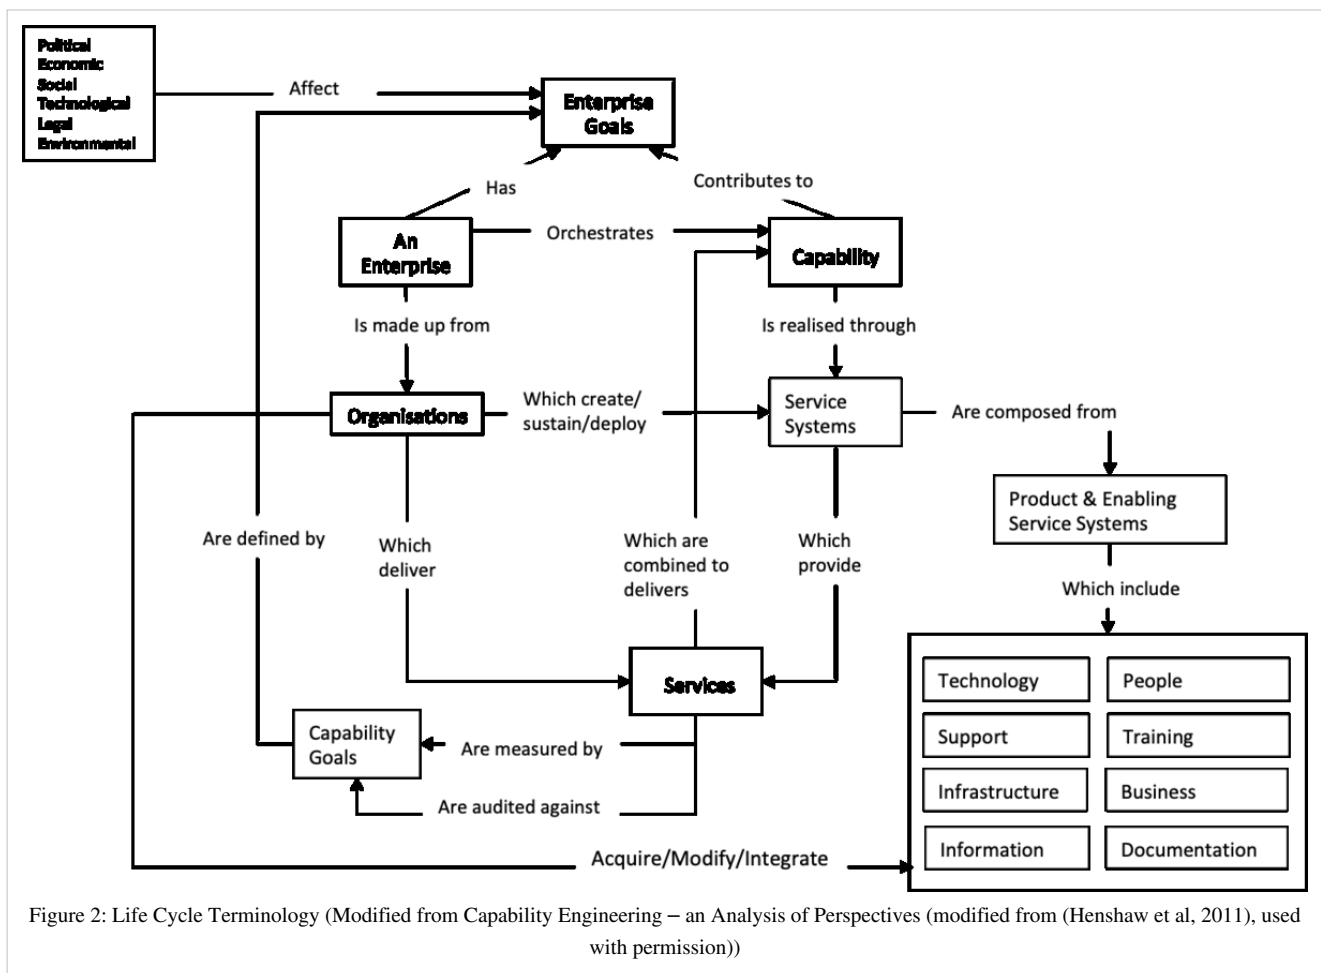 Political
Economic
Social
Technological
Legal
Environmental
Affect
Enterprise
Goals
Has
Contributes to
An
Enterprise
Orchestrates
Capability
Is made up from
Is realised through
Organisations
Which create/
sustain/deploy
Service
Systems
Are composed from
Product & Enabling
Service Systems
Are defined by
Which
deliver
Which are
combined to
delivers
Which
provide
Which include
Services
Technology
People
Support
Training
Infrastructure
Business
Information
Documentation
Capability
Goals
Are measured by
Are audited against
Acquire/Modify/Integrate
Figure 2: Life Cycle Terminology (Modified from Capability Engineering – an Analysis of Perspectives (modified from (Henshaw et al, 2011), used
with permission))